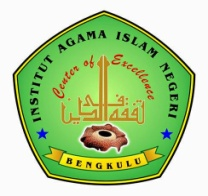 INSTITUT AGAMA ISLAM NEGERI
Center of Excellence
BENGKULU